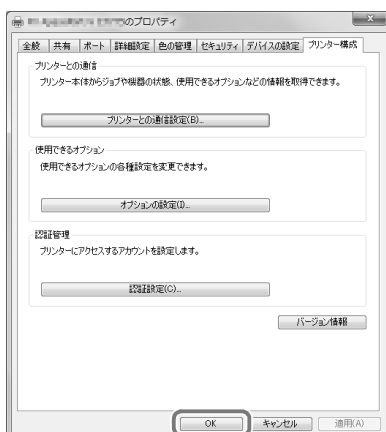 のプロパティ
全般 共有 ポート 詳細設定 色の管理 セキュリティ デバイスの設定 プリンター構成
プリンターとの通信
プリンター本体からジョブや機器の状態、使用できるオプションなどの情報を取得できます。
プリンターとの通信設定(B)...
使用できるオプション
使用できるオプションの各種設定を変更できます。
オプションの設定(I)...
認証管理
プリンターにアクセスするアカウントを設定します。
認証設定(C)...
バージョン情報
OK キャンセル 適用(A)